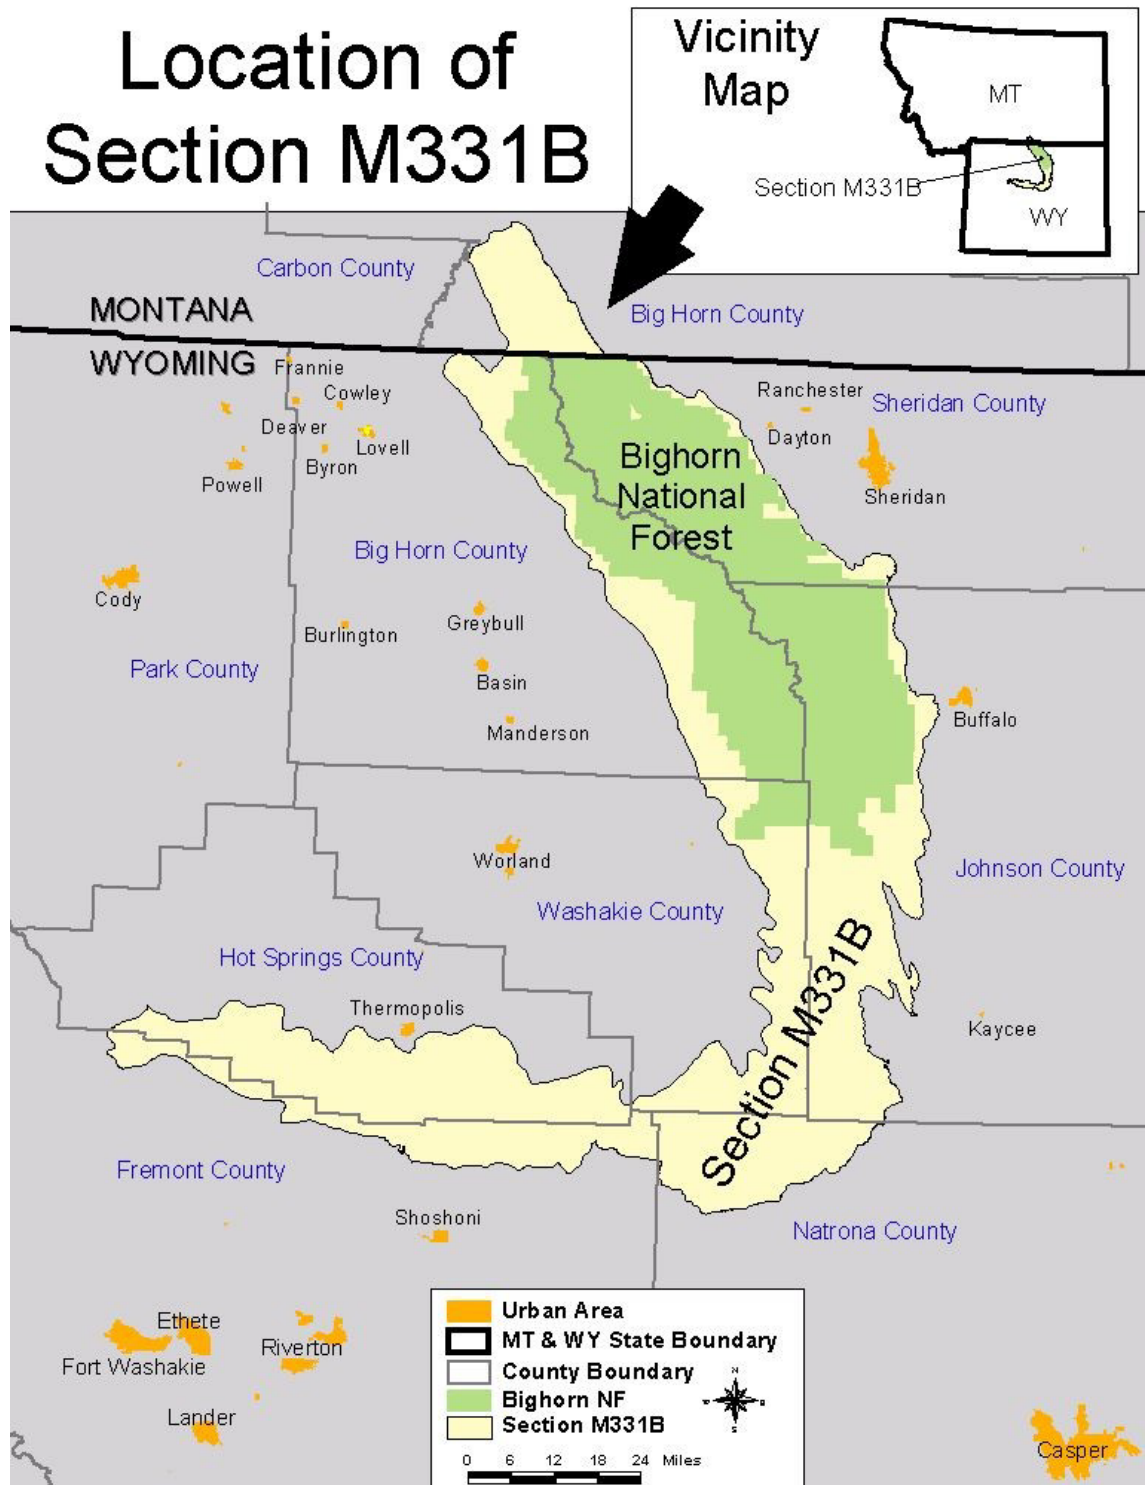 Location of
Section M331B
Vicinity
Map
MT
Section M331B
WY
Carbon County
MONTANA
Big Horn County
WYOMING
Frannie
Cowley
Ranchester
Sheridan County
Deaver
Lovell
Dayton
Byron
Powell
Sheridan
Bighorn
National
Forest
Big Horn County
Cody
Burlington
Greybull
Park County
Basin
Manderson
Buffalo
Worland
Johnson County
Washakie County
Hot Springs County
Section M331B
Thermopolis
Kaycee
Fremont County
Shoshoni
Natrona County
Ethete
Fort Washakie
Riverton
Lander
Casper
Urban Area
MT & WY State Boundary
County Boundary
Bighorn NF
Section M331B
N
S
0 6 12 18 24 Miles